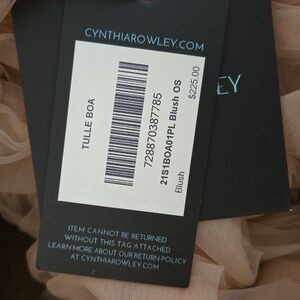 CYNTHIAROWLEY.COM
TULLE BOA
728870387785
21S1BOA01PL Blush OS
Blush
$225.00
ITEM CANNOT BE RETURNED
WITHOUT THIS TAG ATTACHED
LEARN MORE ABOUT OUR RETURN POLICY
AT CYNTHIAROWLEY.COM
EY